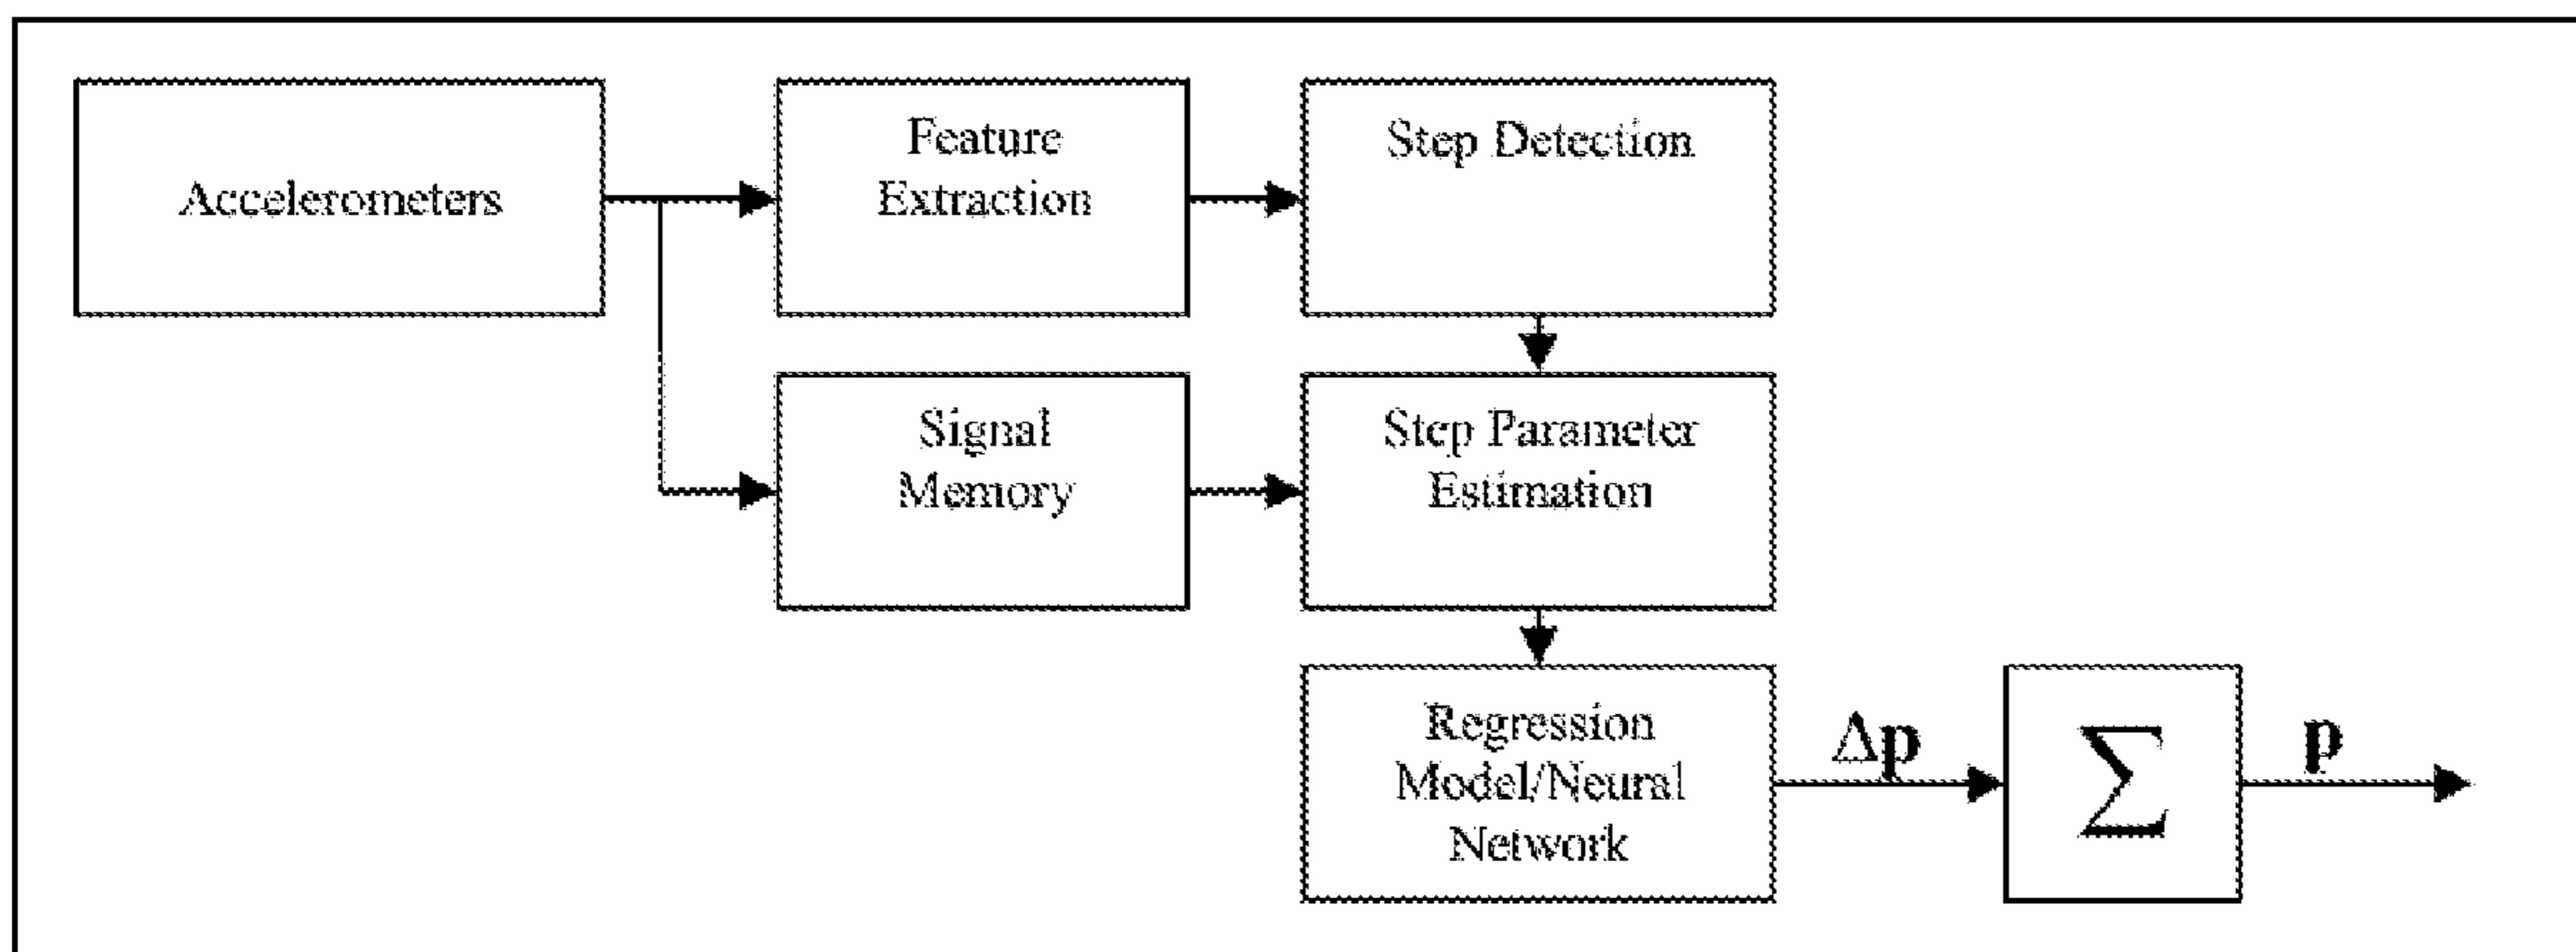 Accelerometers
Feature
Extraction
Step Detection
Signal
Memory
Step Parameter
Estimation
Regression
Model/Neural
Network
Δp
Σ
p